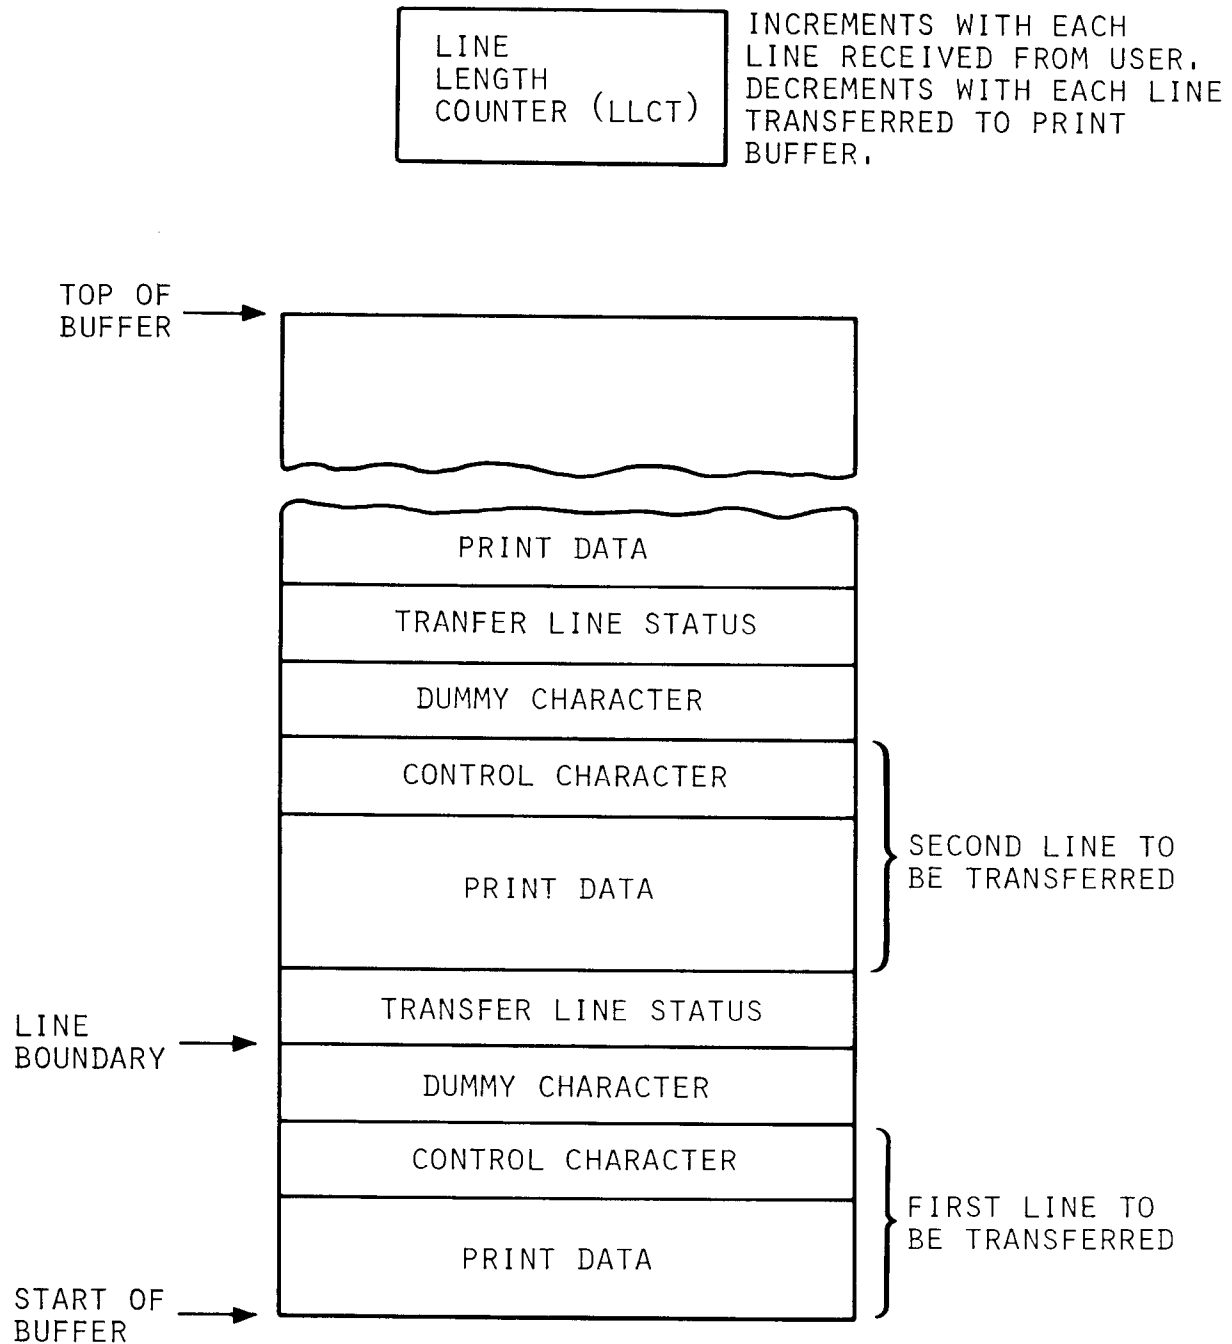 LINE
LENGTH
COUNTER (LLCT)
INCREMENTS WITH EACH
LINE RECEIVED FROM USER.
DECREMENTS WITH EACH LINE
TRANSFERRED TO PRINT
BUFFER.
TOP OF
BUFFER
PRINT DATA
TRANFER LINE STATUS
DUMMY CHARACTER
CONTROL CHARACTER
PRINT DATA
SECOND LINE TO
BE TRANSFERRED
TRANSFER LINE STATUS
LINE
BOUNDARY
DUMMY CHARACTER
CONTROL CHARACTER
PRINT DATA
FIRST LINE TO
BE TRANSFERRED
START OF
BUFFER